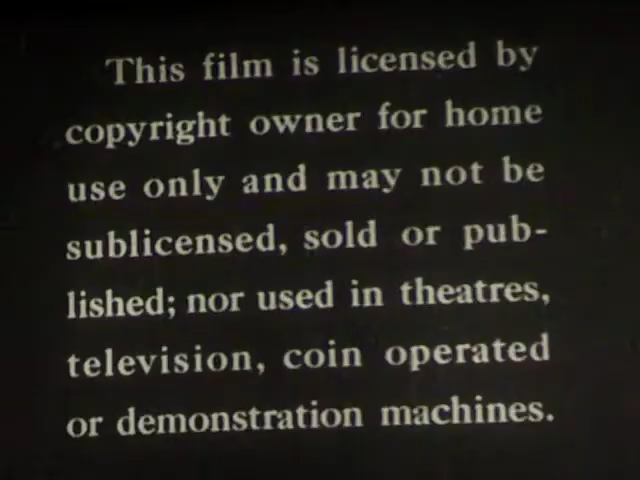 This film is licensed by
copyright owner for home
use only and may not be
sublicensed, sold or pub-
lished; nor used in theatres,
television, coin operated
or demonstration machines.